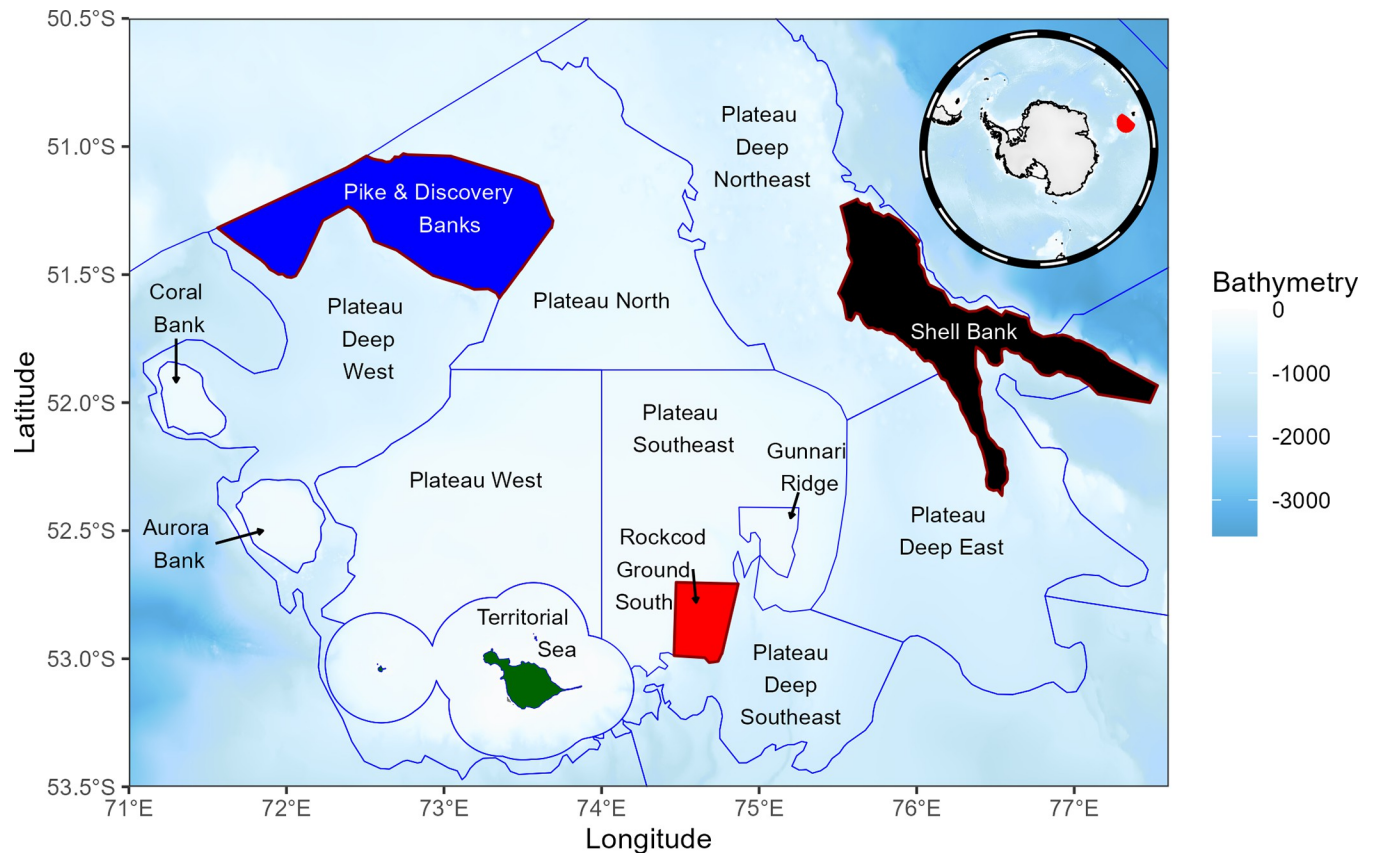 50.5°S
51.0°S
51.5°S
52.0°S
52.5°S
53.0°S
53.5°S
Latitude
71°E
72°E
73°E
74°E
75°E
76°E
77°E
Longitude
Plateau
Deep
Northeast
Pike & Discovery
Banks
Coral
Bank
Plateau
Deep
West
Plateau North
Shell Bank
Plateau
Southeast
Gunnari
Ridge
Plateau West
Aurora
Bank
Rockcod
Ground
South
Plateau
Deep East
Territorial
Sea
Plateau
Deep
Southeast
Bathymetry
0
-1000
-2000
-3000